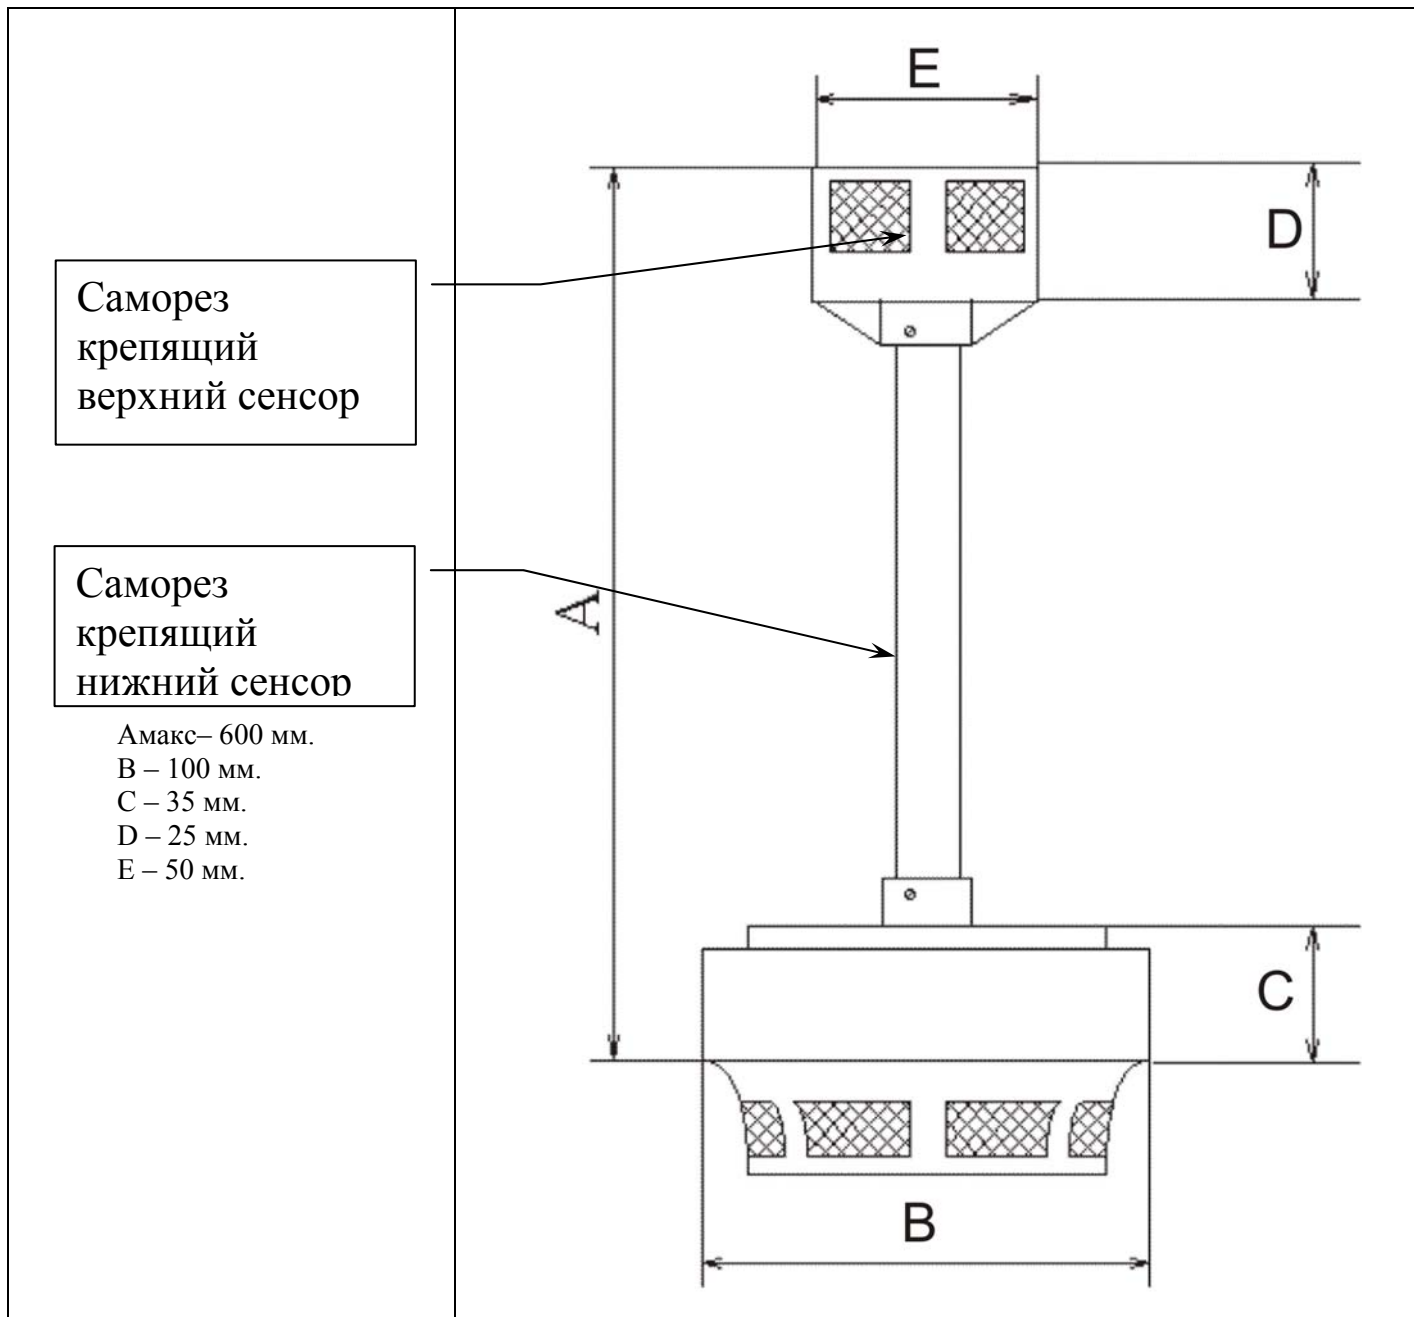 E
D
Саморез
крепящий
верхний сенсор
A
Саморез
крепящий
нижний сенсор
Амакс– 600 мм.
В – 100 мм.
С – 35 мм.
D – 25 мм.
Е – 50 мм.
C
B